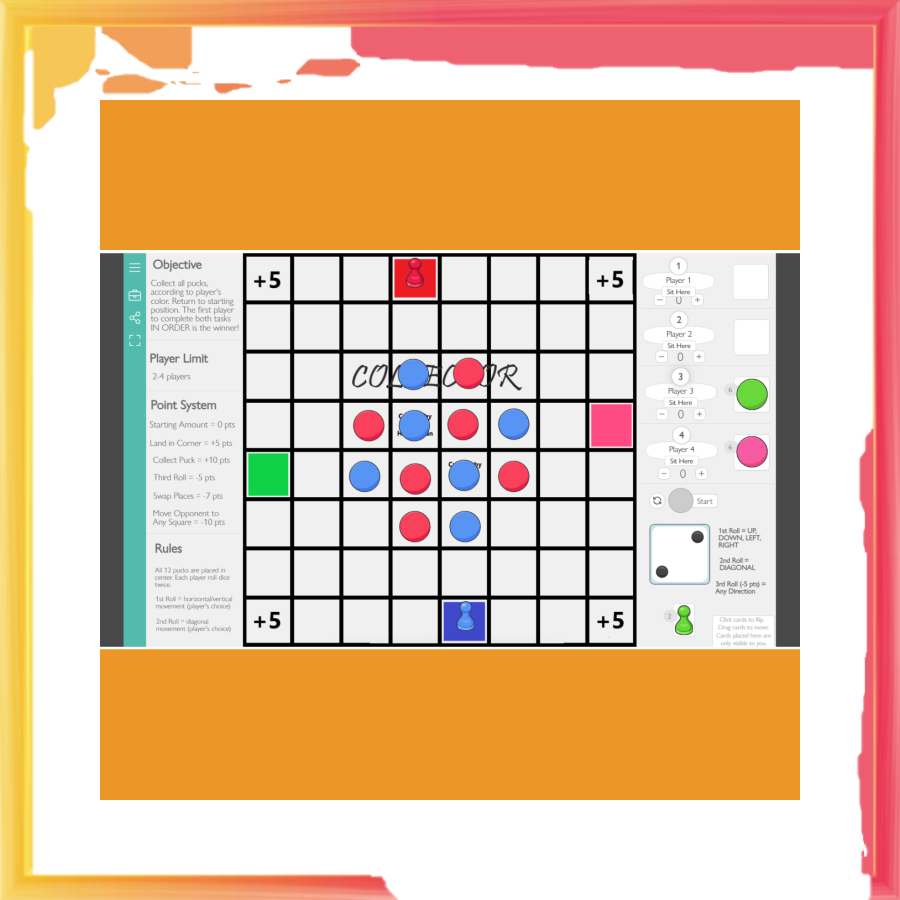 Objective
Collect all pucks,
according to player's
color. Return to starting
position. The first player
to complete both tasks
IN ORDER is the winner!
Player Limit
2-4 players
Point System
Starting Amount = 0 pts
Land in Corner = +5 pts
Collect Puck = +10 pts
Third Roll = -5 pts
Swap Places = -7 pts
Move Opponent to
Any Square = -10 pts
Rules
All 12 pucks are placed in
center. Each player roll dice
twice.
1st Roll = horizontal/vertical
movement (player's choice)
2nd Roll = diagonal
movement (player's choice)
+5
+5
+5
+5
1
Player 1
Sit Here
− 0 +
2
Player 2
Sit Here
− 0 +
3
Player 3
Sit Here
− 0 +
6
4
Player 4
Sit Here
− 0 +
6
Start
1st Roll = UP,
DOWN, LEFT,
RIGHT
2nd Roll =
DIAGONAL
3rd Roll (-5 pts) =
Any Direction
2
Click cards to flip.
Drag cards to move.
Cards placed here are
only visible to you.